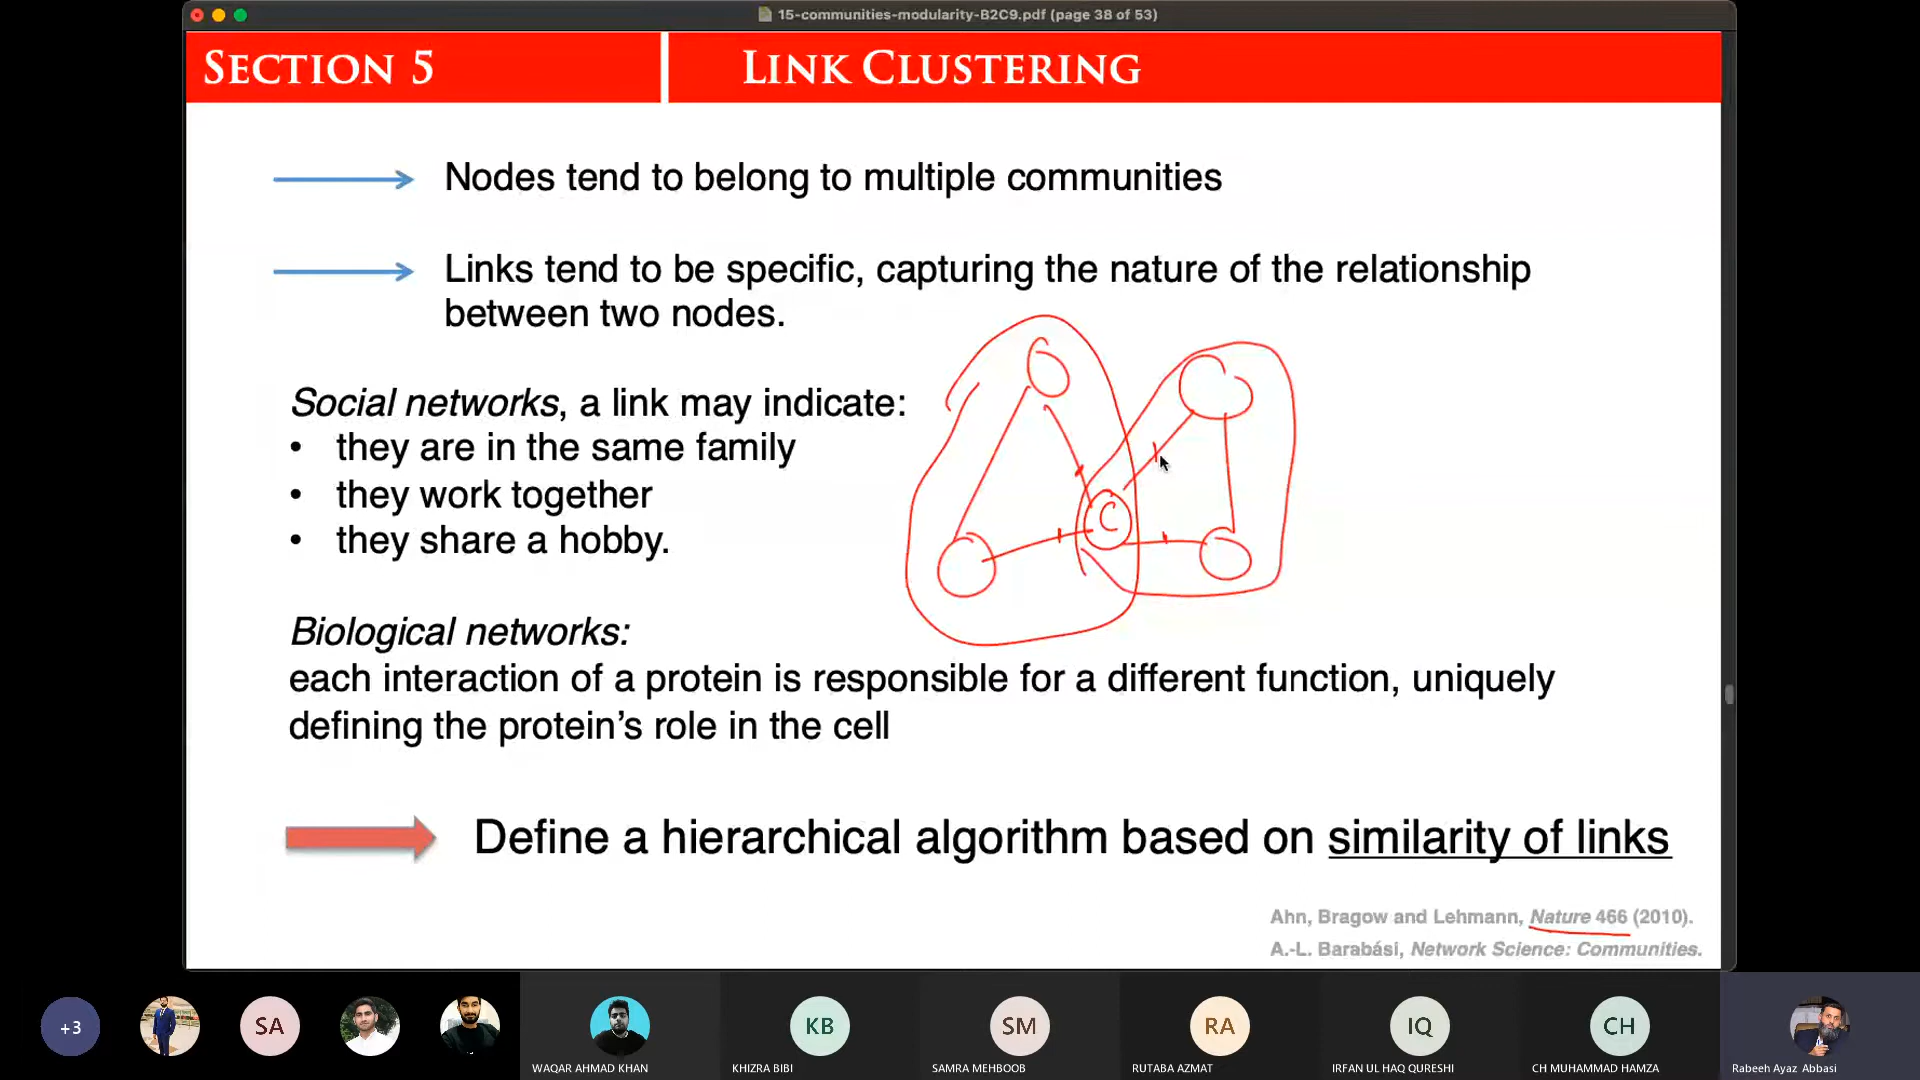 15-communities-modularity-B2C9.pdf (page 38 of 53)
SECTION 5
LINK CLUSTERING
Nodes tend to belong to multiple communities
Links tend to be specific, capturing the nature of the relationship
between two nodes.
Social networks, a link may indicate:
• they are in the same family
• they work together
• they share a hobby.
C
Biological networks:
each interaction of a protein is responsible for a different function, uniquely
defining the protein’s role in the cell
Define a hierarchical algorithm based on similarity of links
Ahn, Bragow and Lehmann, Nature 466 (2010).
A.-L. Barabási, Network Science: Communities.
+3
SA
KB
SM
RA
IQ
CH
WAQAR AHMAD KHAN
KHIZRA BIBI
SAMRA MEHBOOB
RUTABA AZMAT
IRFAN UL HAQ QURESHI
CH MUHAMMAD HAMZA
Rabeeh Ayaz Abbasi